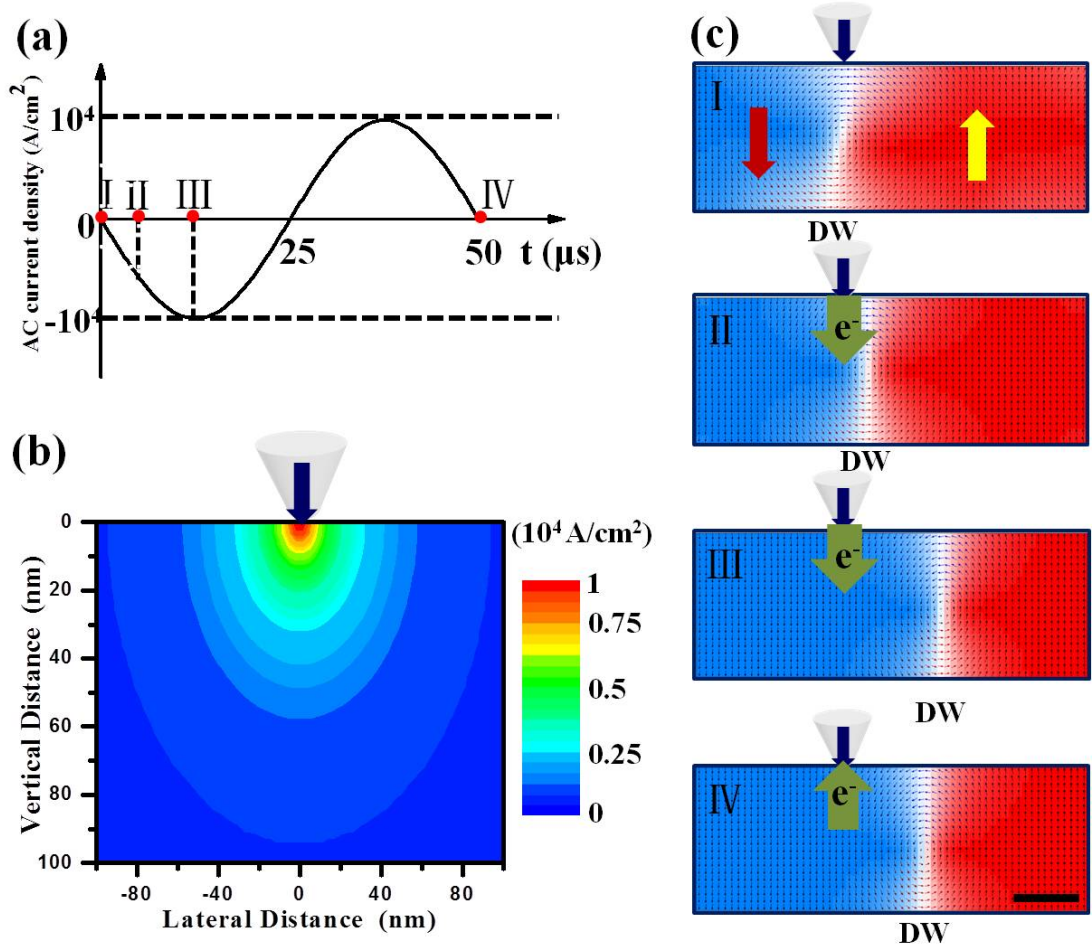 (a)
AC current density (A/cm²)
10⁴
0
I
iI
III
IV
25
50
t (μs)
(b)
(10⁴ A/cm²)
1
0.75
0.5
0.25
0
Vertical Distance (nm)
0
20
40
60
80
100
-80
-40
0
40
80
Lateral Distance (nm)
(c)
I
DW
II
e⁻
DW
III
e⁻
DW
IV
e⁻
DW